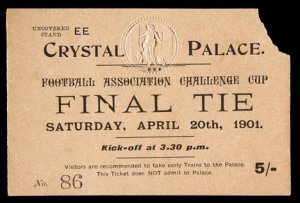 UNCOVERED STAND EE
CRYSTAL PALACE.
FOOTBALL ASSOCIATION CHALLENGE CUP
FINAL TIE
SATURDAY, APRIL 20th, 1901.
Kick-off at 3.30 p.m.
Visitors are recommended to take early Trains to the Palace.
This Ticket does NOT admit to Palace.
5/-
No. 86